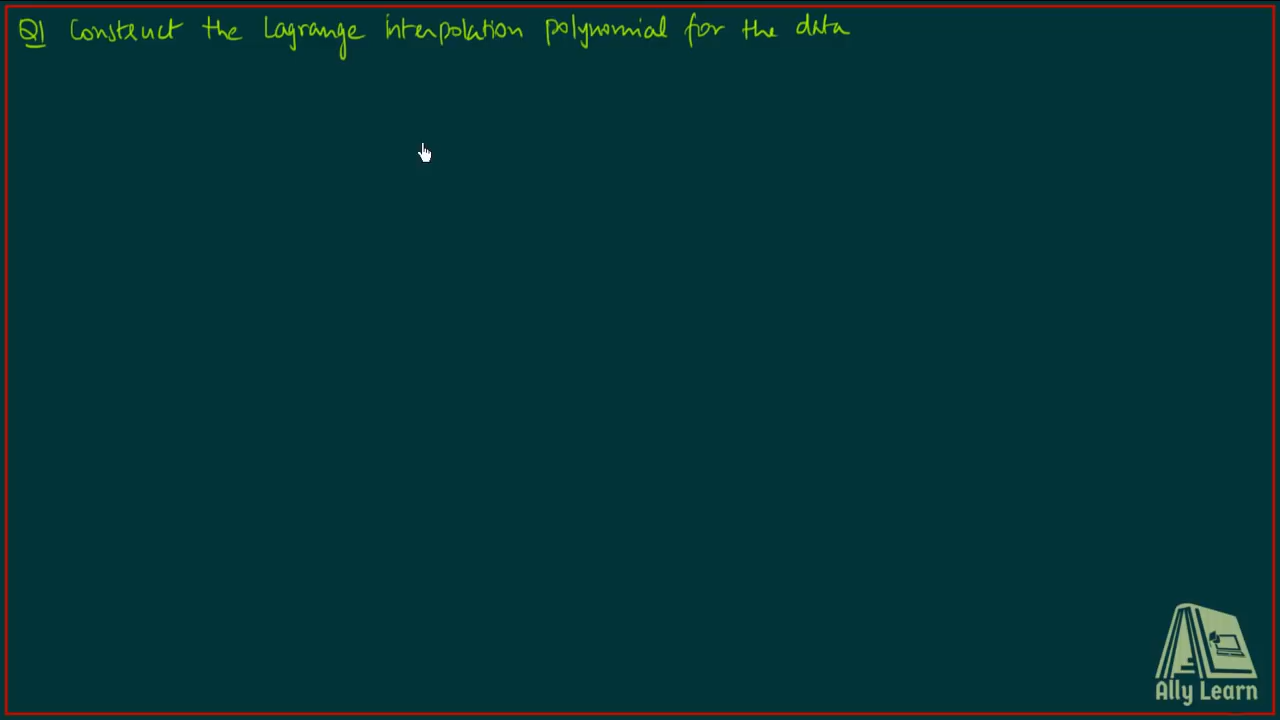 Q1 Construct the Lagrange interpolation polynomial for the data
Ally Learn